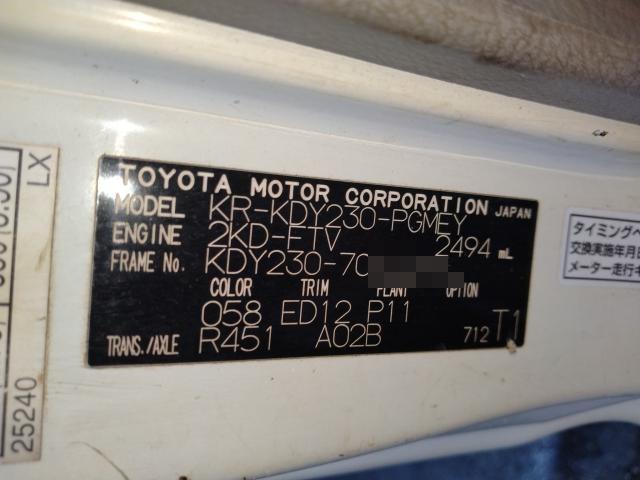 TOYOTA MOTOR CORPORATION JAPAN
MODEL KR-KDY230-PGMEY
ENGINE 2KD-FTV 2494 mL
FRAME No. KDY230-70
COLOR TRIM PLANT OPTION
058 ED12 P11
TRANS./AXLE R451 A02B 712 T1
LX
25240
タイミングベ
交換実施年月日
メーター走行キ